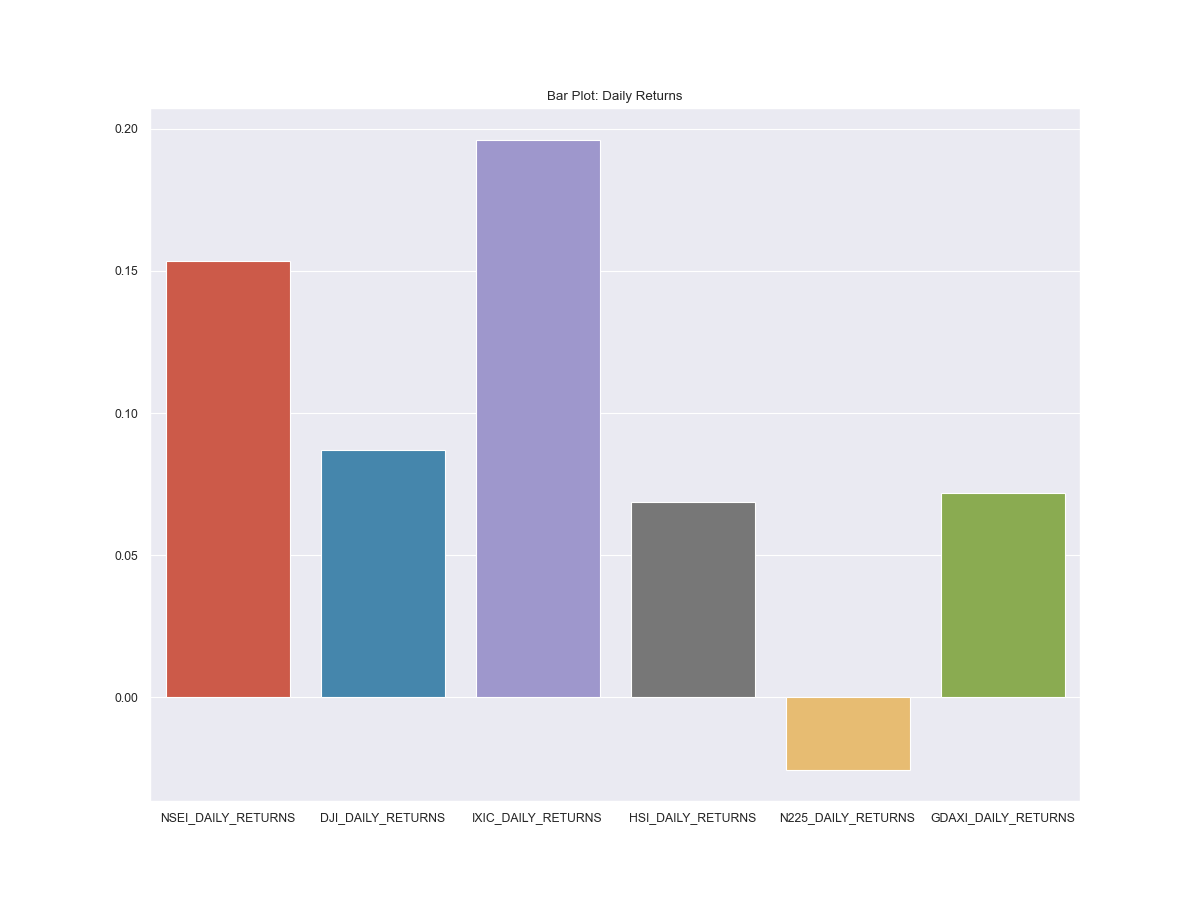 Bar Plot: Daily Returns
0.20
0.15
0.10
0.05
0.00
NSEI_DAILY_RETURNS DJI_DAILY_RETURNS IXIC_DAILY_RETURNS HSI_DAILY_RETURNS N225_DAILY_RETURNS GDAXI_DAILY_RETURNS